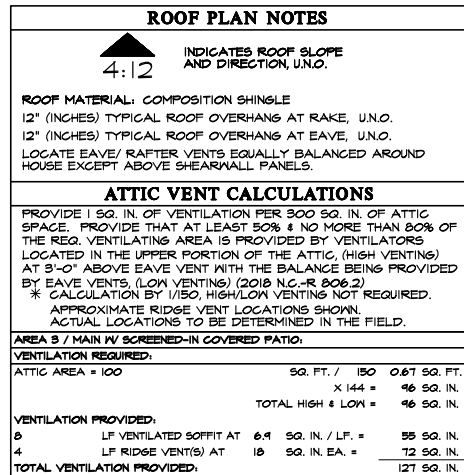 ROOF PLAN NOTES
4:12
INDICATES ROOF SLOPE
AND DIRECTION, U.N.O.
ROOF MATERIAL: COMPOSITION SHINGLE
12" (INCHES) TYPICAL ROOF OVERHANG AT RAKE, U.N.O.
12" (INCHES) TYPICAL ROOF OVERHANG AT EAVE, U.N.O.
LOCATE EAVE/ RAFTER VENTS EQUALLY BALANCED AROUND
HOUSE EXCEPT ABOVE SHEARWALL PANELS.
ATTIC VENT CALCULATIONS
PROVIDE 1 SQ. IN. OF VENTILATION PER 300 SQ. IN. OF ATTIC
SPACE. PROVIDE THAT AT LEAST 50% & NO MORE THAN 80% OF
THE REQ. VENTILATING AREA IS PROVIDED BY VENTILATORS
LOCATED IN THE UPPER PORTION OF THE ATTIC, (HIGH VENTING)
AT 3'-0" ABOVE EAVE VENT WITH THE BALANCE BEING PROVIDED
BY EAVE VENTS, (LOW VENTING) (2018 N.C.-R 806.2)
* CALCULATION BY 1/150, HIGH/LOW VENTING NOT REQUIRED.
APPROXIMATE RIDGE VENT LOCATIONS SHOWN.
ACTUAL LOCATIONS TO BE DETERMINED IN THE FIELD.
AREA 3 / MAIN W/ SCREENED-IN COVERED PATIO:
VENTILATION REQUIRED:
ATTIC AREA = 100 SQ. FT. / 150 0.67 SQ. FT.
X 144 = 96 SQ. IN.
TOTAL HIGH & LOW = 96 SQ. IN.
VENTILATION PROVIDED:
8 LF VENTILATED SOFFIT AT 6.9 SQ. IN. / LF. = 55 SQ. IN.
4 LF RIDGE VENT(S) AT 18 SQ. IN. EA. = 72 SQ. IN.
TOTAL VENTILATION PROVIDED: 127 SQ. IN.